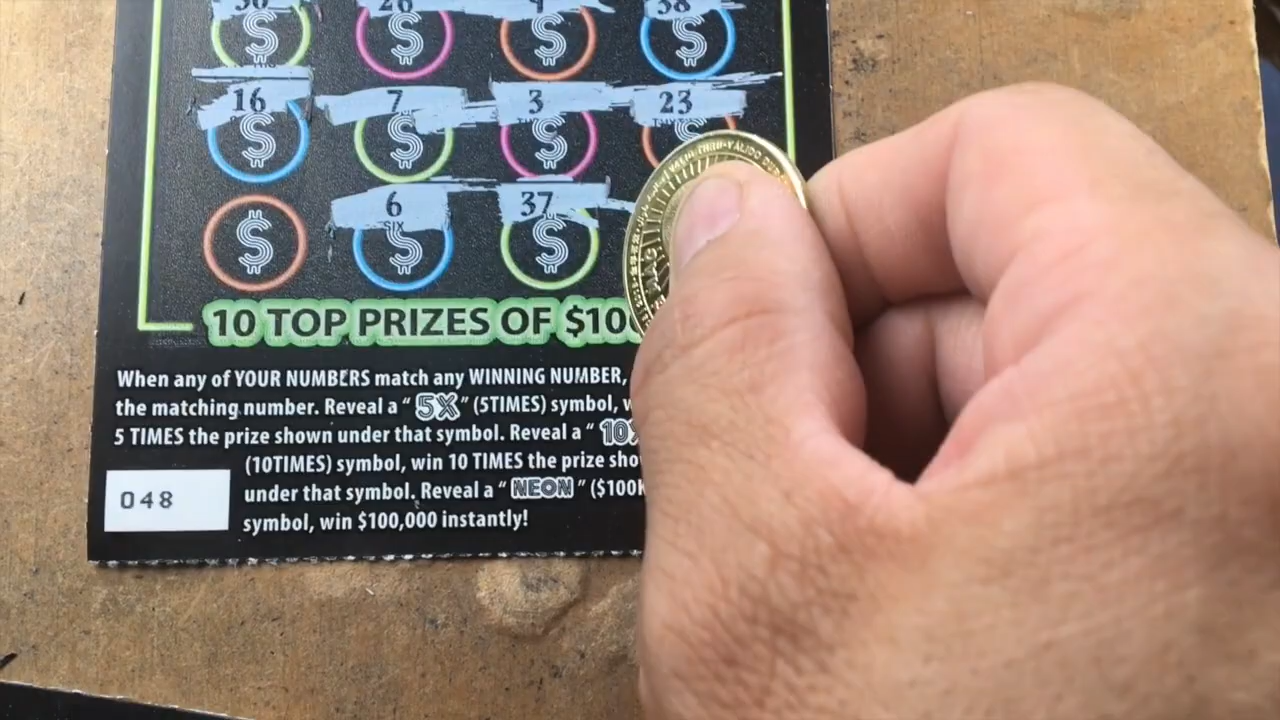 26 38
16 7 3 23
6 37
SIX
10 TOP PRIZES OF $10
When any of YOUR NUMBERS match any WINNING NUMBER,
the matching number. Reveal a "5X" (5TIMES) symbol,
5 TIMES the prize shown under that symbol. Reveal a "10X
(10TIMES) symbol, win 10 TIMES the prize
under that symbol. Reveal a "NEON" ($100K
048
symbol, win $100,000 instantly!